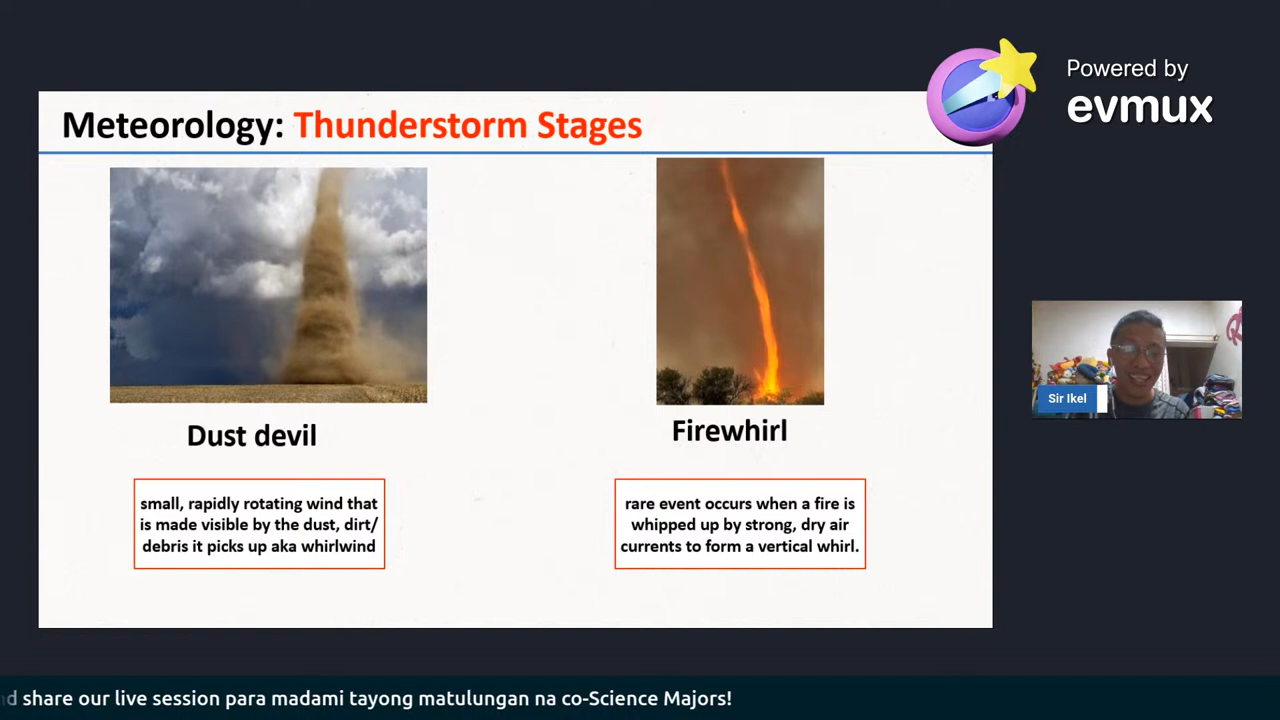 Powered by
evmux
Meteorology: Thunderstorm Stages
Dust devil
Firewhirl
small, rapidly rotating wind that
is made visible by the dust, dirt/
debris it picks up aka whirlwind
rare event occurs when a fire is
whipped up by strong, dry air
currents to form a vertical whirl.
Sir Ikel
d share our live session para madami tayong matulungan na co-Science Majors!